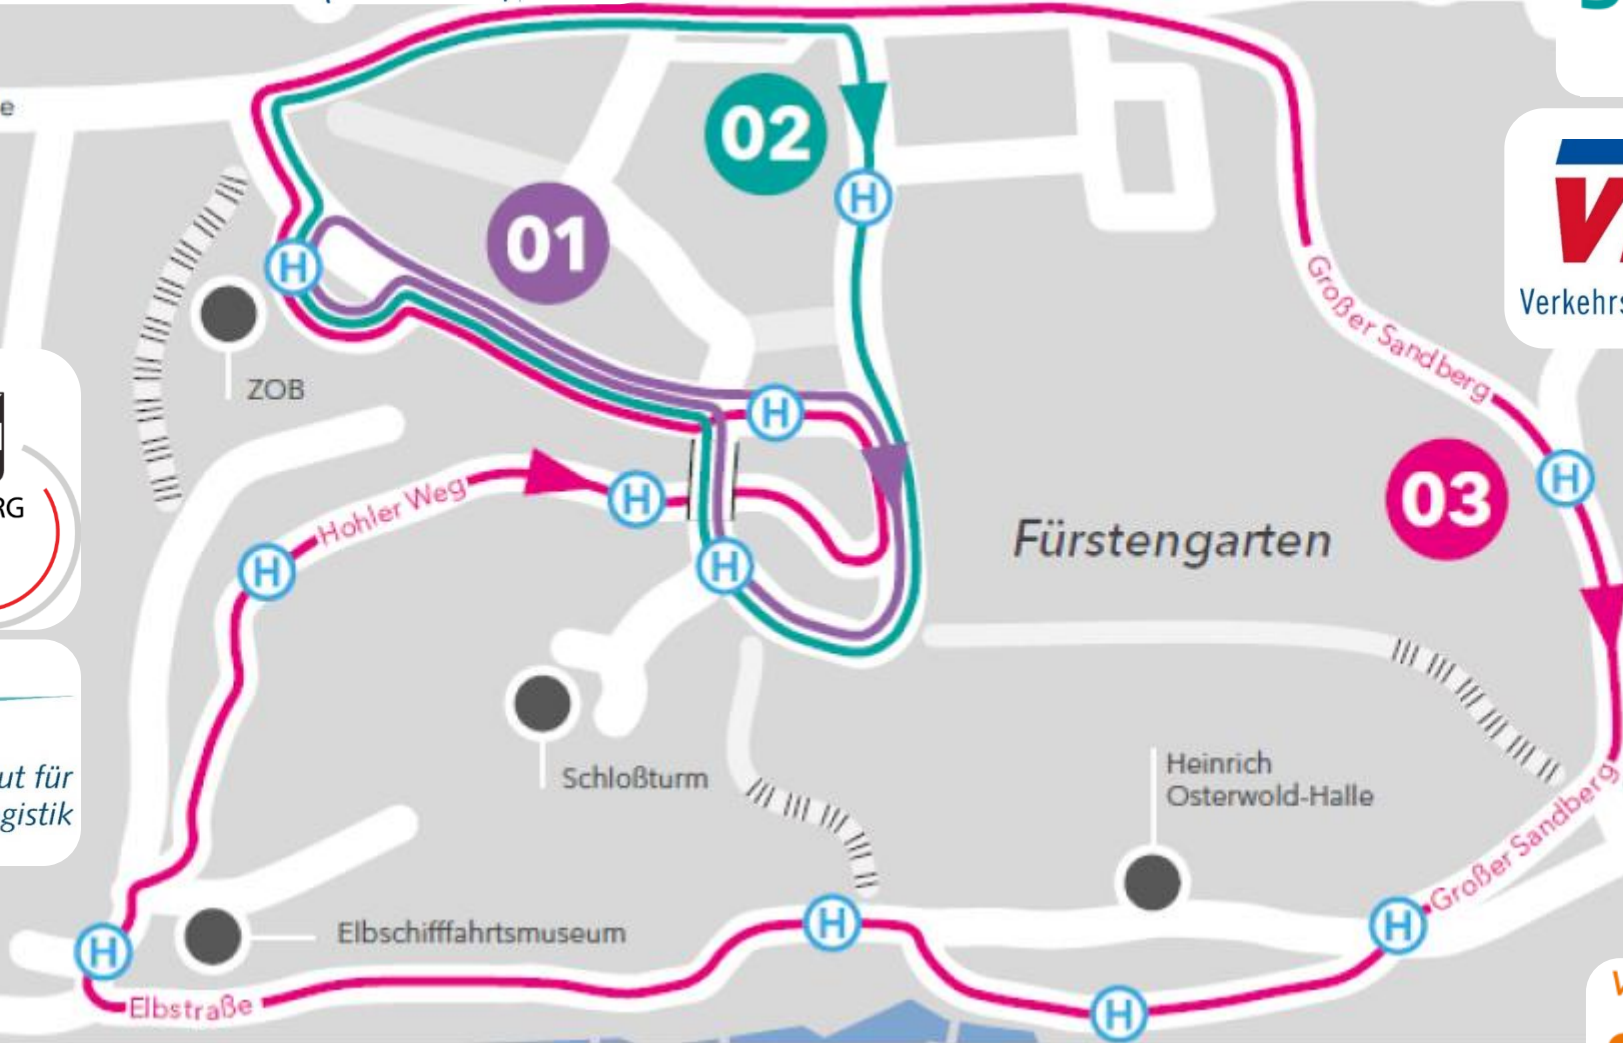 e
02
H
01
H
Großer Sandberg
Verkehrs
ZOB
H
03
H
RG
Hohler Weg
H
Fürstengarten
H
H
ut für
gistik
Schloßturm
Heinrich
Osterwold-Halle
Großer Sandberg
Elbschifffahrtsmuseum
H
H
H
Elbstraße
H